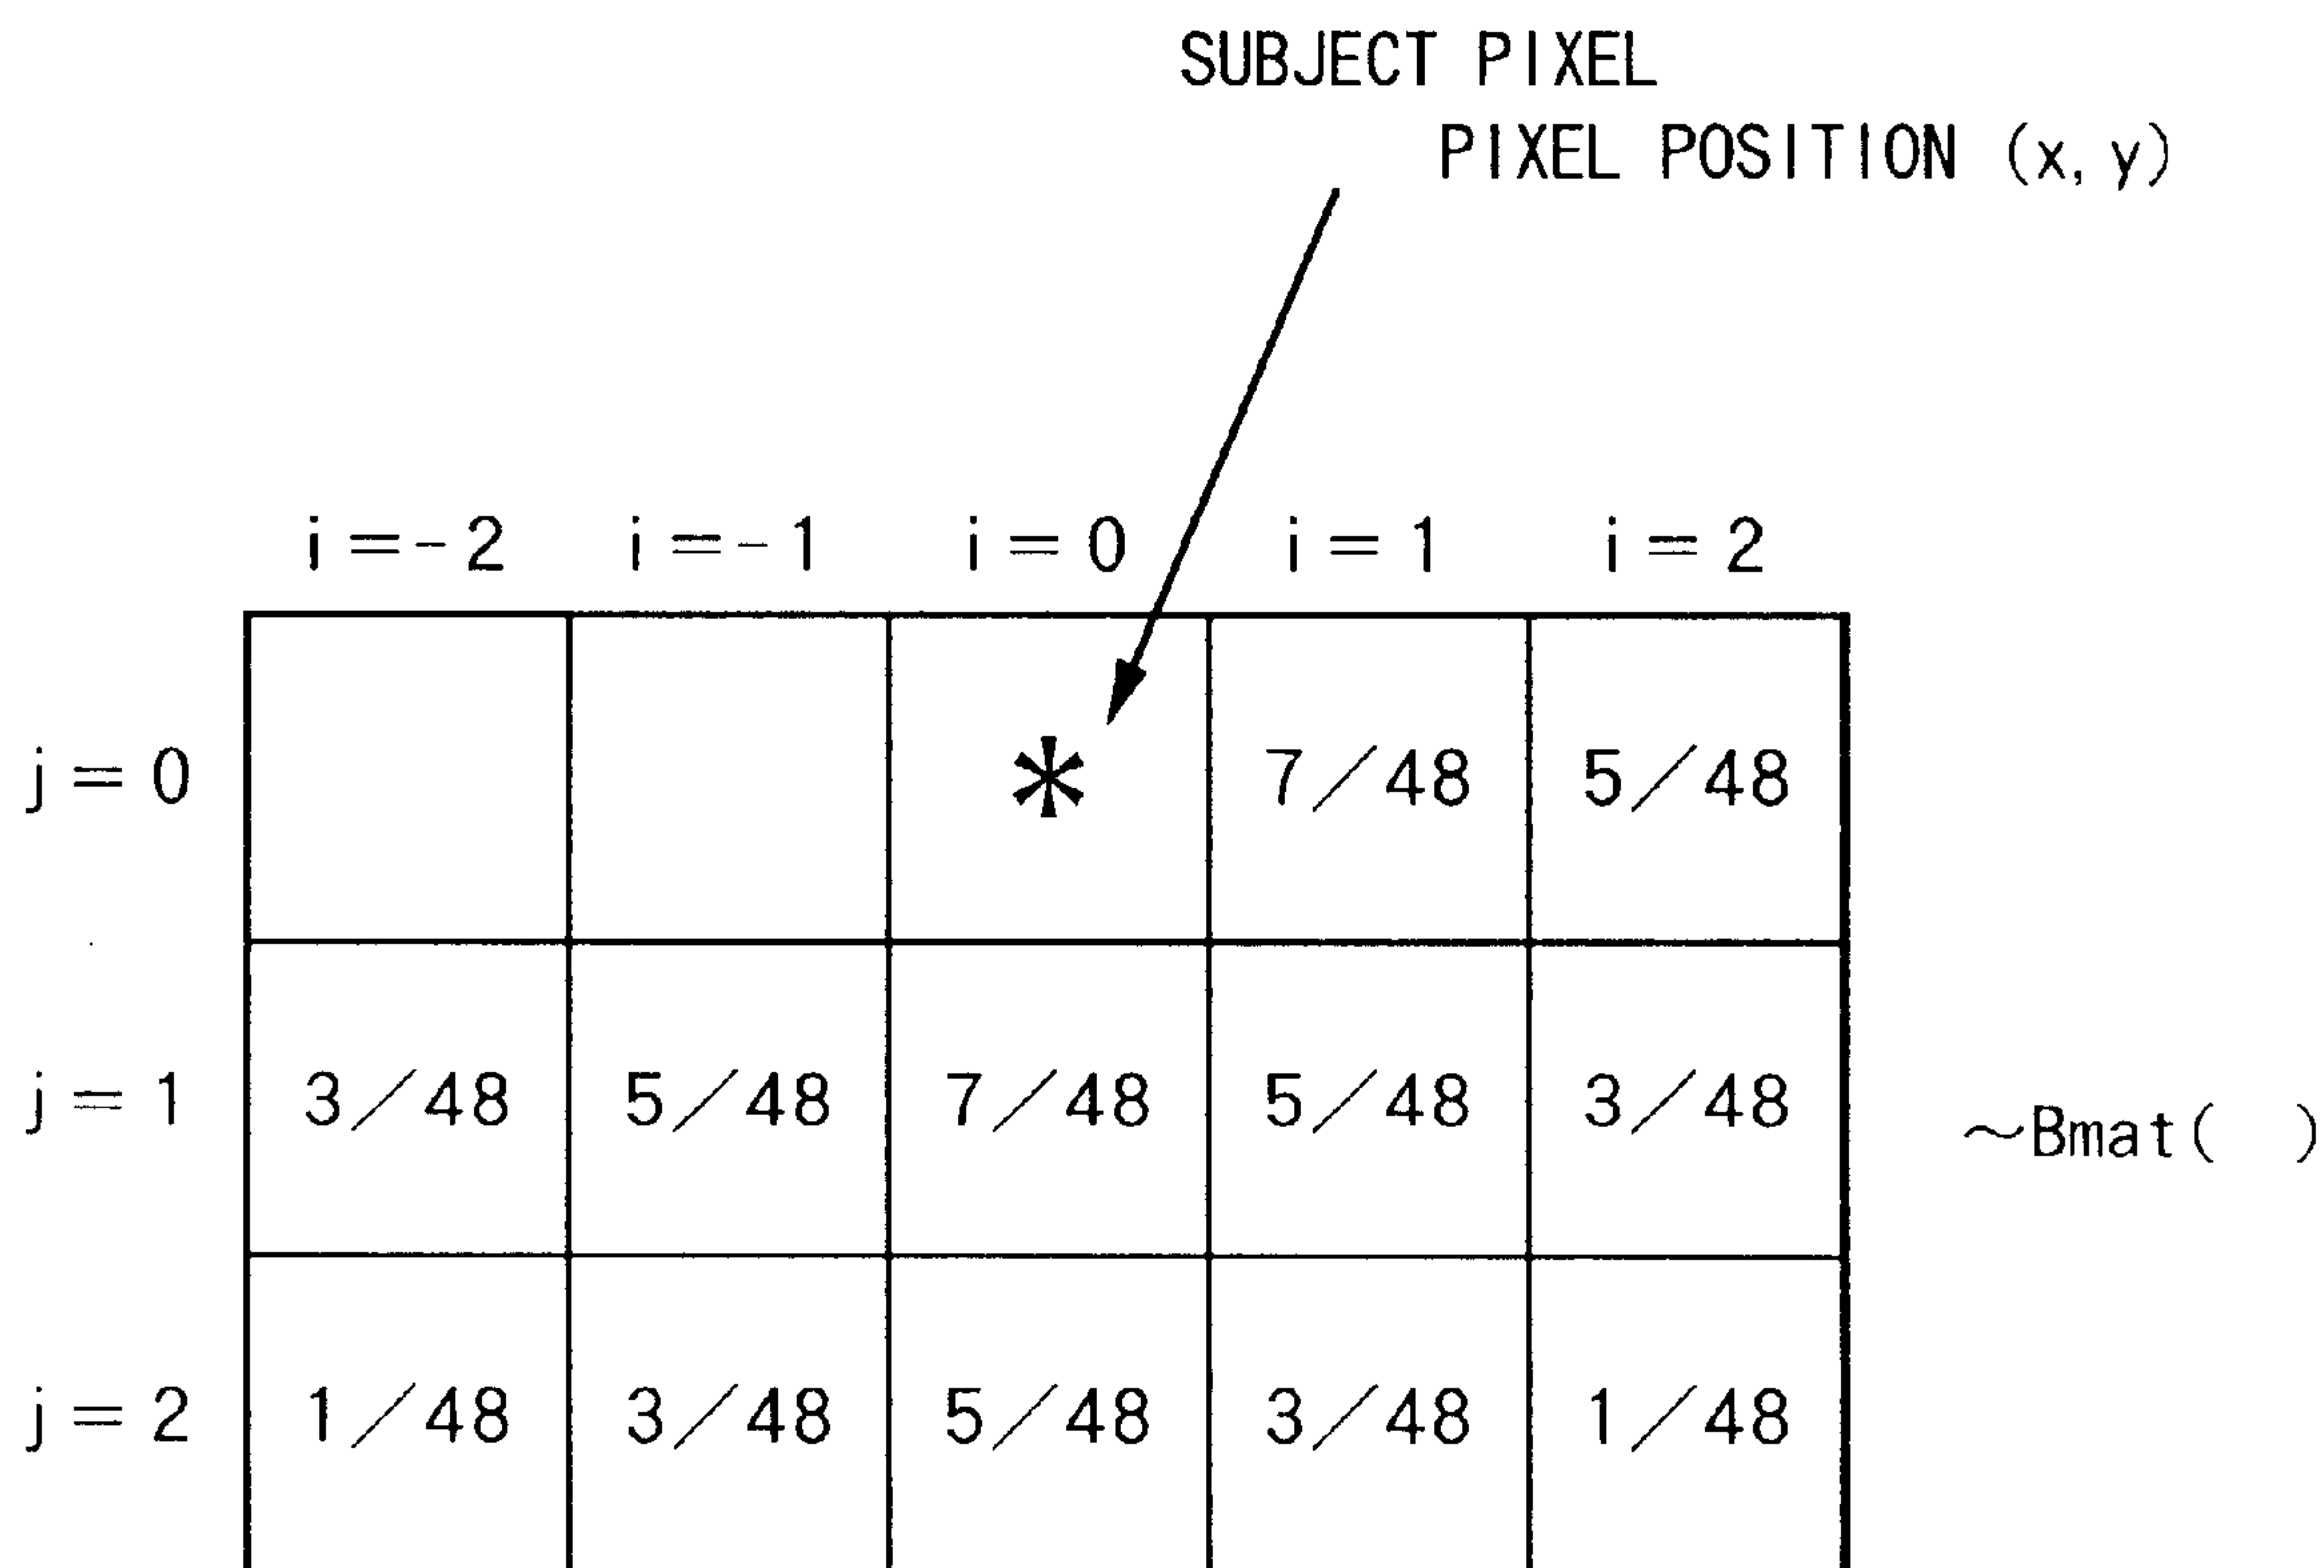 SUBJECT PIXEL
PIXEL POSITION (x, y)
i=-2 i=-1 i=0 i=1 i=2
j=0 * 7/48 5/48
j=1 3/48 5/48 7/48 5/48 3/48
~Bmat( )
j=2 1/48 3/48 5/48 3/48 1/48